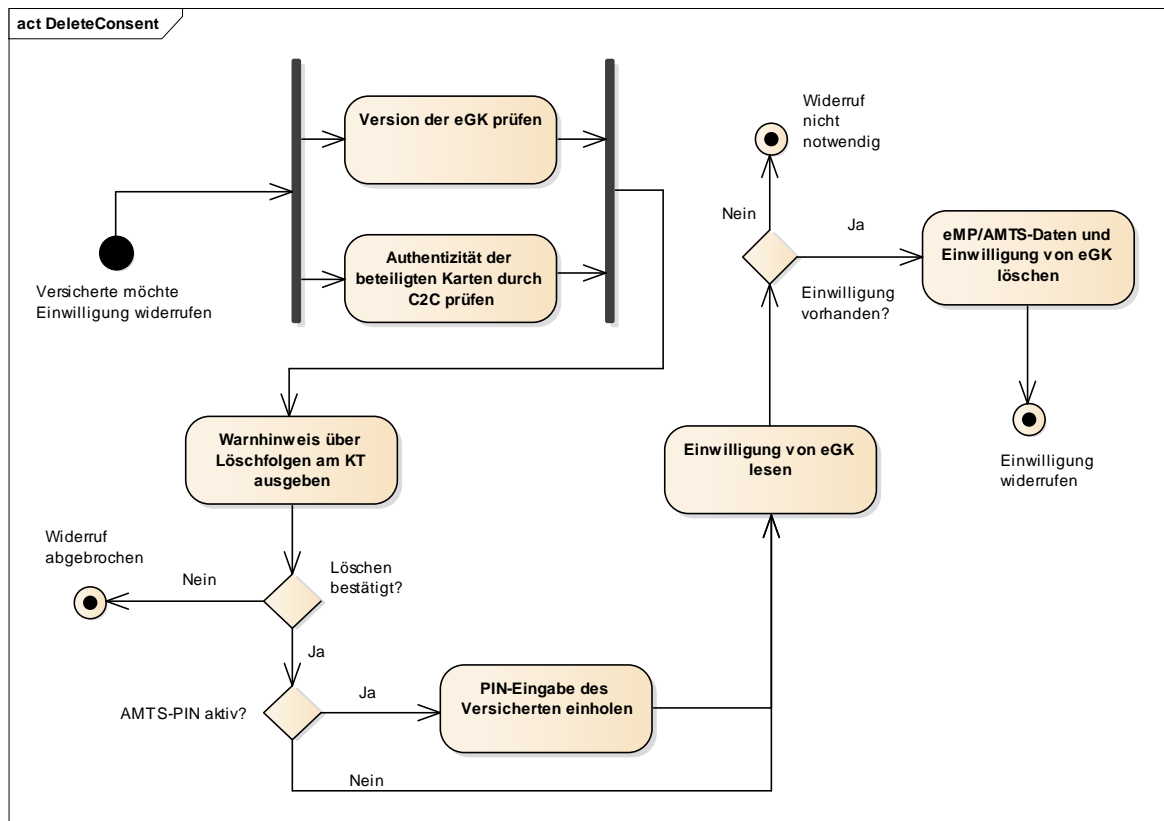 act DeleteConsent
Version der eGK prüfen
Authentizität der
beteiligten Karten durch
C2C prüfen
Versicherte möchte
Einwilligung widerrufen
Widerruf
nicht
notwendig
Nein
Ja
Einwilligung
vorhanden?
eMP/AMTS-Daten und
Einwilligung von eGK
löschen
Einwilligung
widerrufen
Einwilligung von eGK
lesen
Warnhinweis über
Löschfolgen am KT
ausgeben
Widerruf
abgebrochen
Nein
Löschen
bestätigt?
Ja
AMTS-PIN aktiv?
Ja
PIN-Eingabe des
Versicherten einholen
Nein